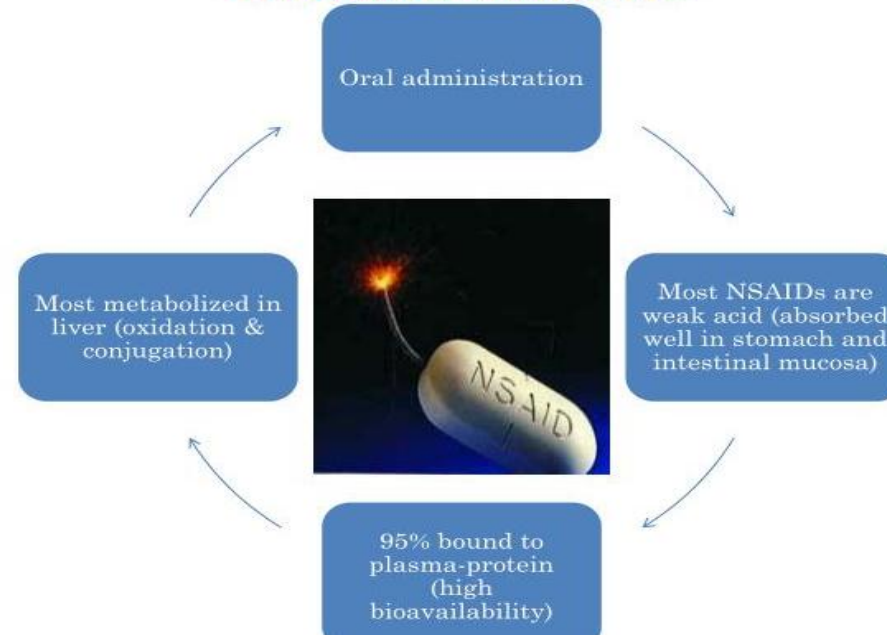 Oral administration
Most NSAIDs are
weak acid (absorbed
well in stomach and
intestinal mucosa)
95% bound to
plasma-protein
(high
bioavailability)
Most metabolized in
liver (oxidation &
conjugation)
NSAID